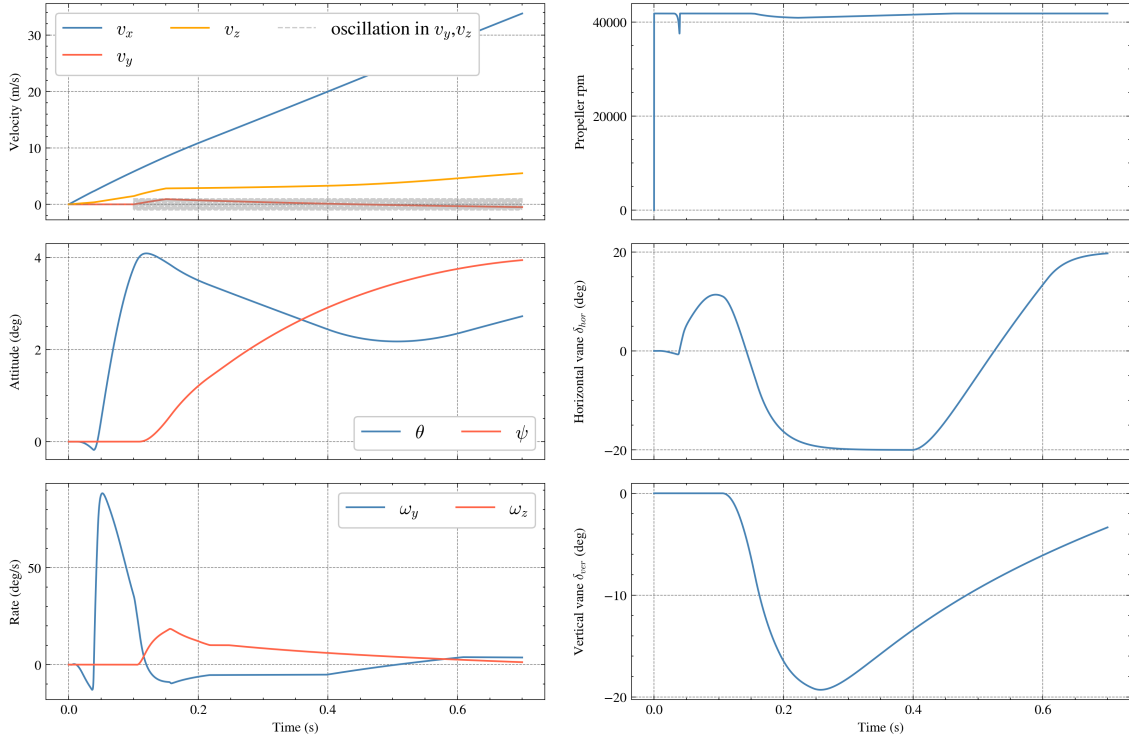 30
20
10
0
Velocity (m/s)
v_x
v_z
oscillation in v_y,v_z
v_y
40000
20000
0
Propeller rpm
4
2
0
Attitude (deg)
θ
ψ
20
10
0
−10
−20
Horizontal vane δ_hor (deg)
50
0
Rate (deg/s)
ω_y
ω_z
0.0
0.2
0.4
0.6
Time (s)
0
−10
−20
Vertical vane δ_ver (deg)
0.0
0.2
0.4
0.6
Time (s)